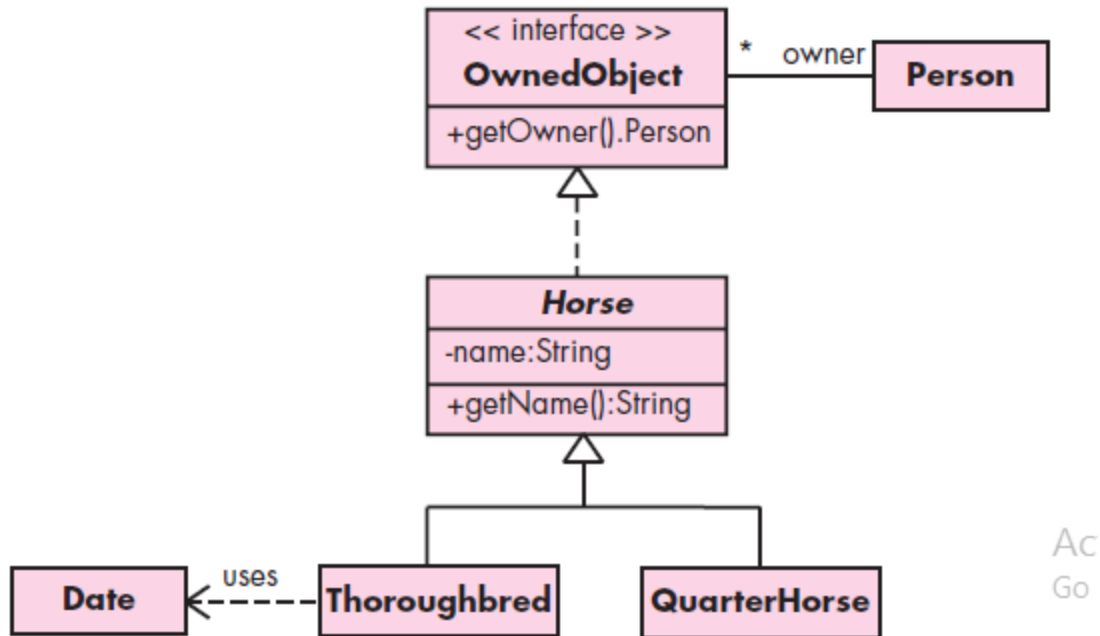 << interface >>
OwnedObject
* owner
Person
+getOwner().Person
Horse
-name:String
+getName():String
Date
uses
Thoroughbred
QuarterHorse
Ac
Go